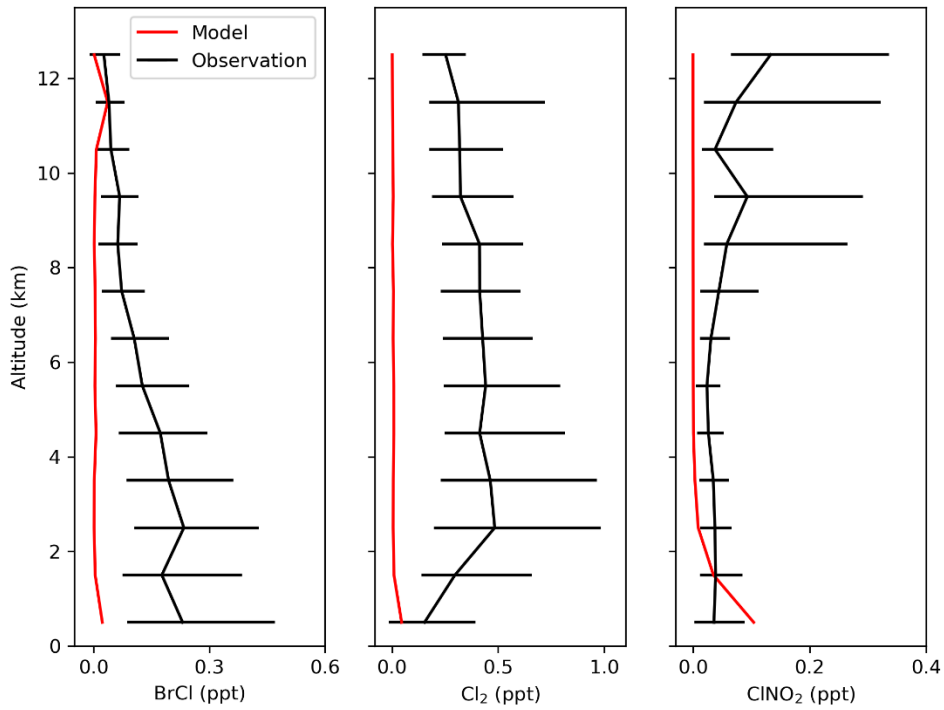 Model
Observation
Altitude (km)
12
10
8
6
4
2
0
0.0 0.3 0.6
BrCl (ppt)
0.0 0.5 1.0
Cl₂ (ppt)
0.0 0.2 0.4
ClNO₂ (ppt)